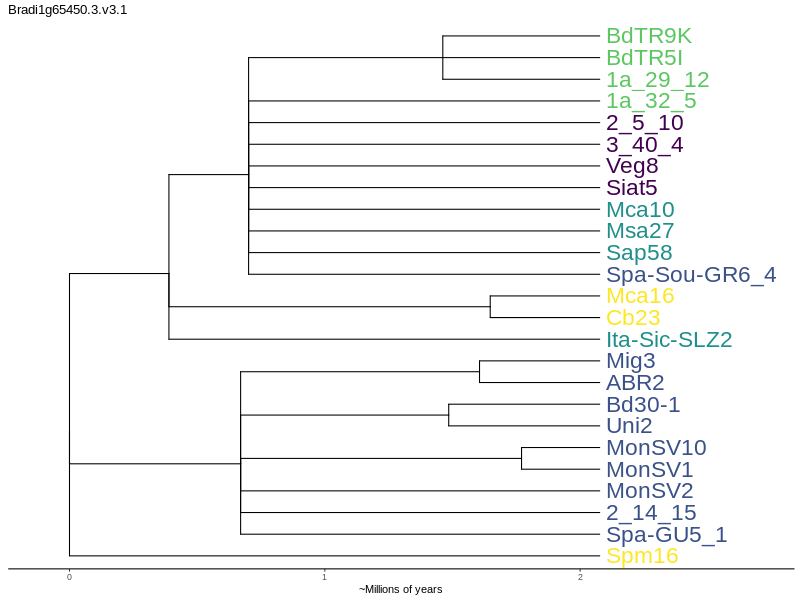 Bradi1g65450.3.v3.1
BdTR9K
BdTR5I
1a_29_12
1a_32_5
2_5_10
3_40_4
Veg8
Siat5
Mca10
Msa27
Sap58
Spa-Sou-GR6_4
Mca16
Cb23
Ita-Sic-SLZ2
Mig3
ABR2
Bd30-1
Uni2
MonSV10
MonSV1
MonSV2
2_14_15
Spa-GU5_1
Spm16
0 1 2
~Millions of years